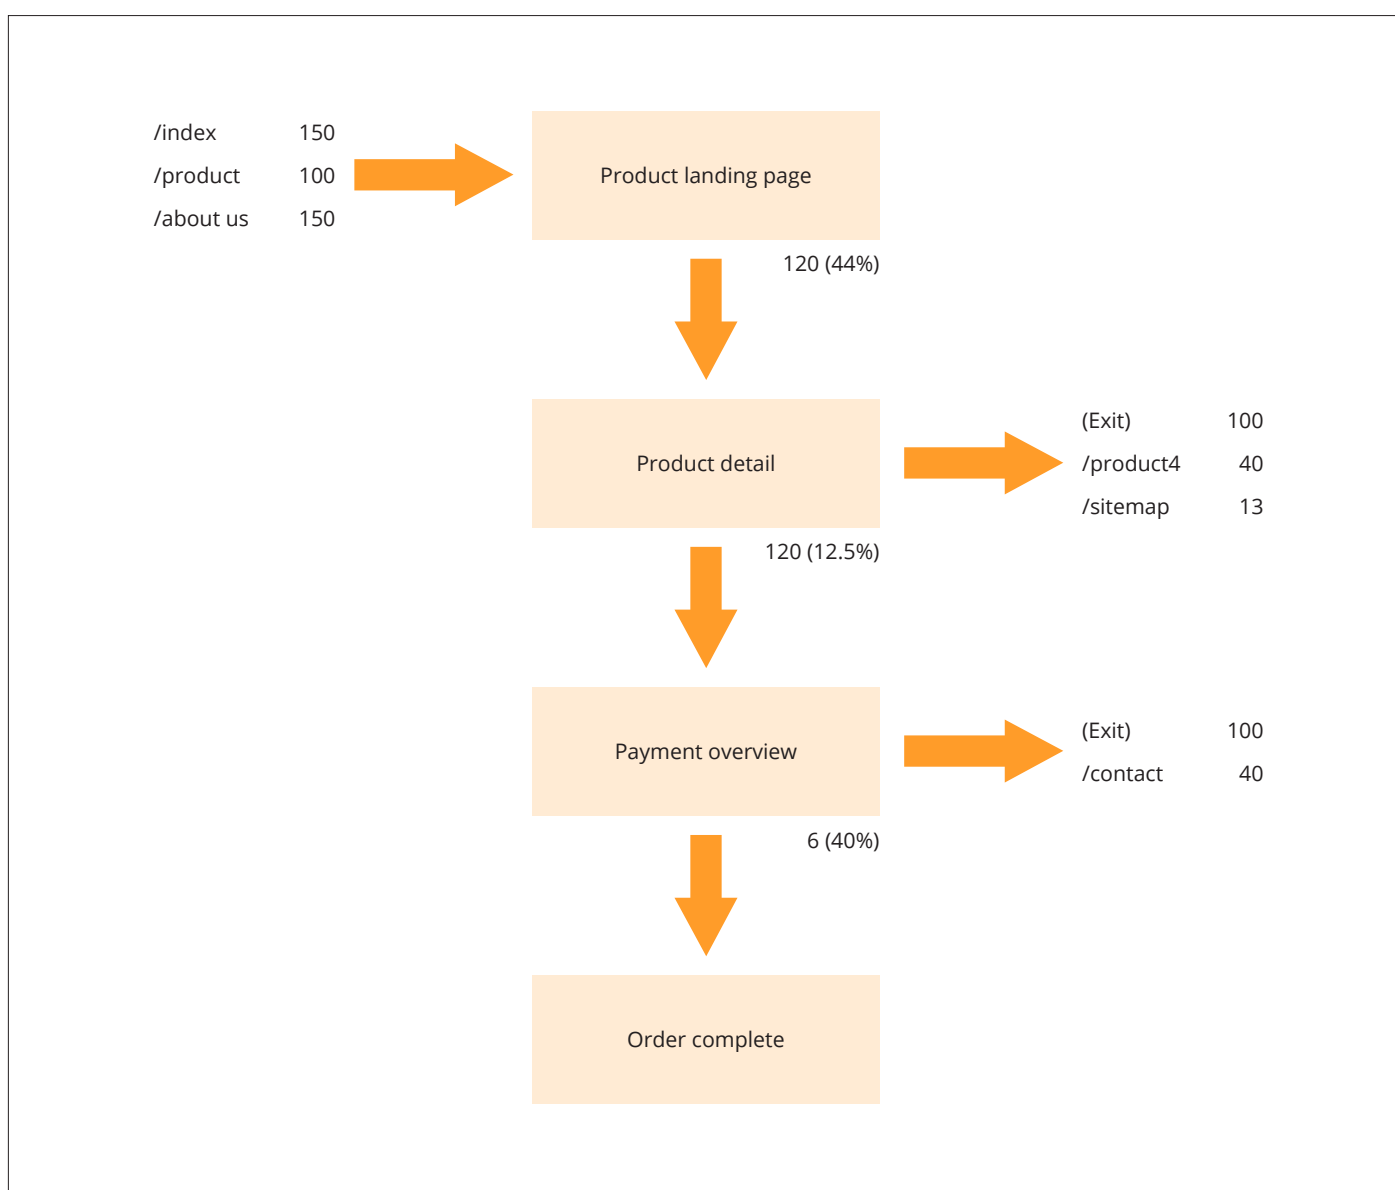 /index 150
/product 100
/about us 150
Product landing page
120 (44%)
Product detail
(Exit) 100
/product4 40
/sitemap 13
120 (12.5%)
Payment overview
(Exit) 100
/contact 40
6 (40%)
Order complete